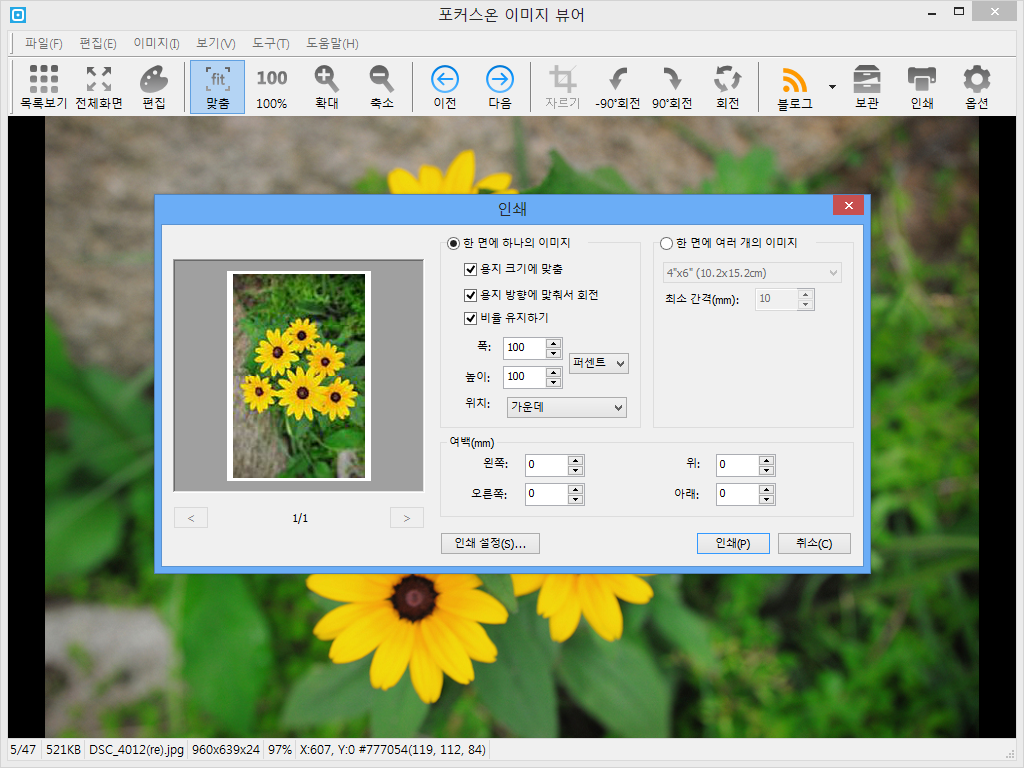 포커스온 이미지 뷰어
파일(F) 편집(E) 이미지(I) 보기(V) 도구(T) 도움말(H)
fit 100
목록보기 전체화면 편집 맞춤 100% 확대 축소 이전 다음 자르기 -90°회전 90°회전 회전 블로그 보관 인쇄 옵션
인쇄
한 면에 하나의 이미지
용지 크기에 맞춤
용지 방향에 맞춰서 회전
비율 유지하기
폭: 100
퍼센트
높이: 100
위치: 가운데
한 면에 여러 개의 이미지
4"x6" (10.2x15.2cm)
최소 간격(mm): 10
여백(mm)
왼쪽: 0 위: 0
오른쪽: 0 아래: 0
< 1/1 >
인쇄 설정(S)... 인쇄(P) 취소(C)
5/47 521KB DSC_4012(re).jpg 960x639x24 97% X:607, Y:0 #777054(119, 112, 84)